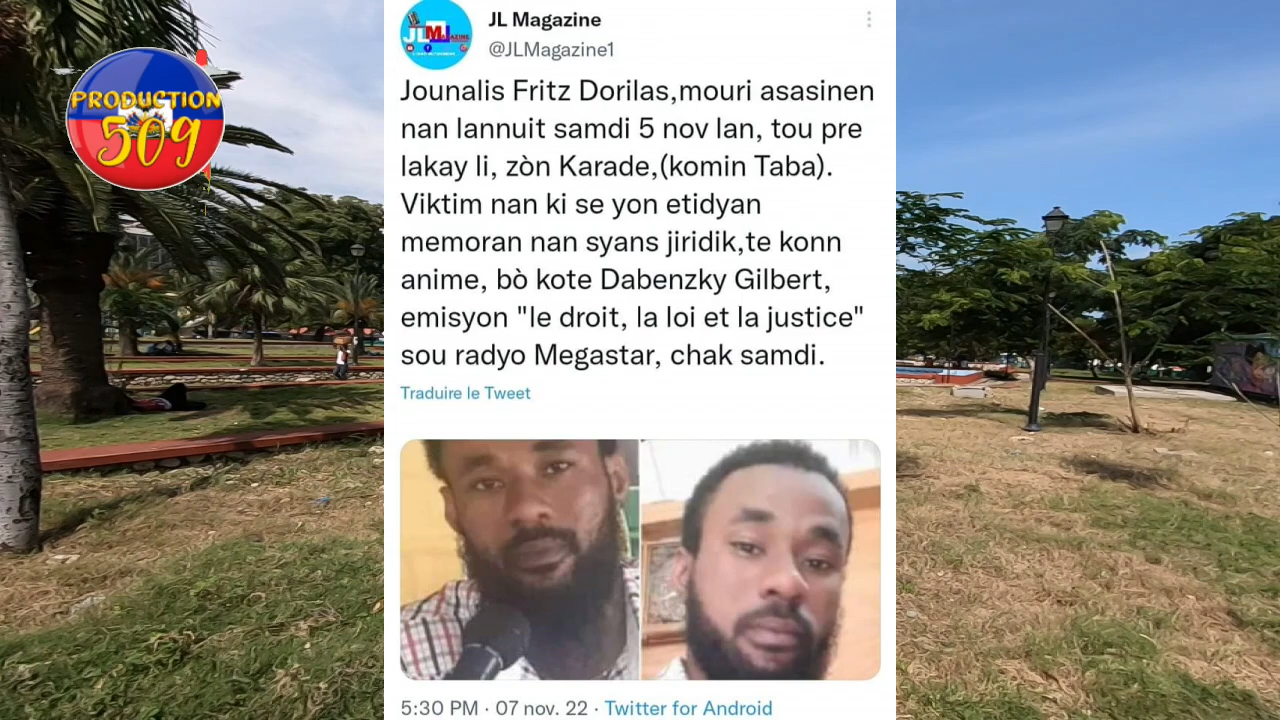 PRODUCTION
509
JL Magazine
@JLMagazine1
Jounalis Fritz Dorilas,mouri asasinen
nan lannuit samdi 5 nov lan, tou pre
lakay li, zòn Karade,(komin Taba).
Viktim nan ki se yon etidyan
memoran nan syans jiridik,te konn
anime, bò kote Dabenzky Gilbert,
emisyon "le droit, la loi et la justice"
sou radyo Megastar, chak samdi.
Traduire le Tweet
5:30 PM · 07 nov. 22 · Twitter for Android